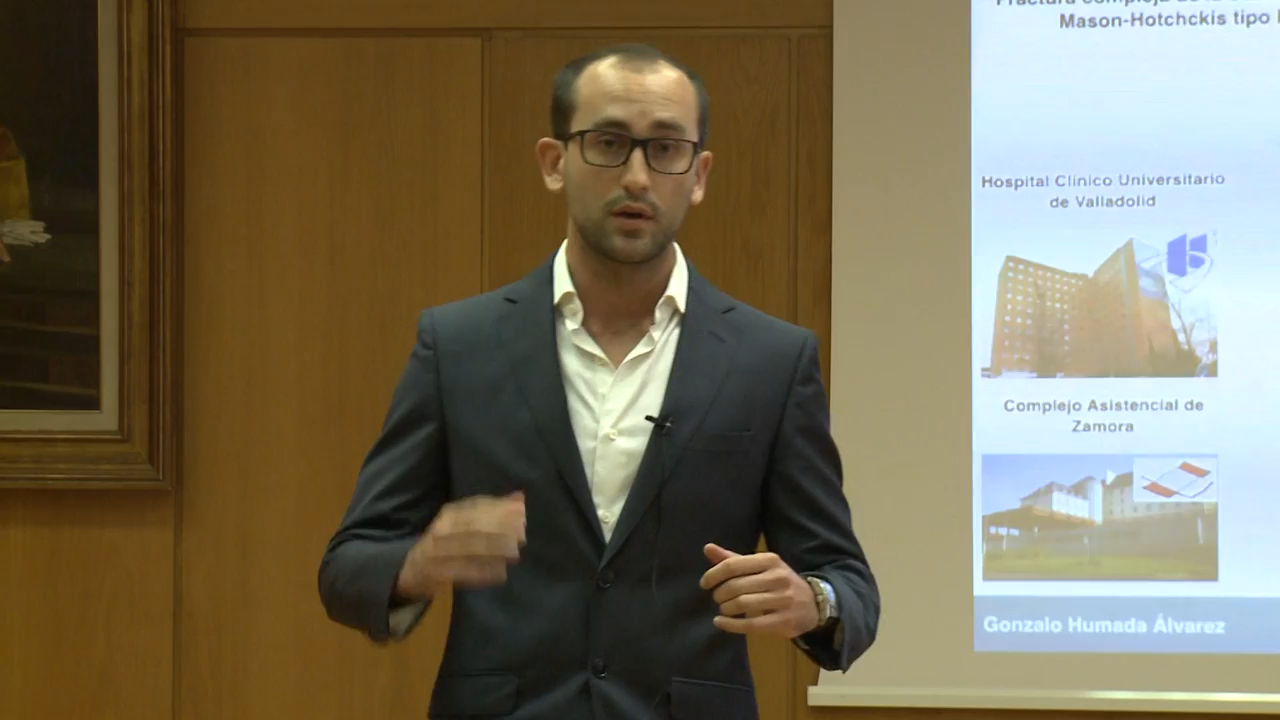 Mason-Hotchckis tipo
Hospital Clínico Universitario
de Valladolid
Complejo Asistencial de
Zamora
Gonzalo Humada Álvarez